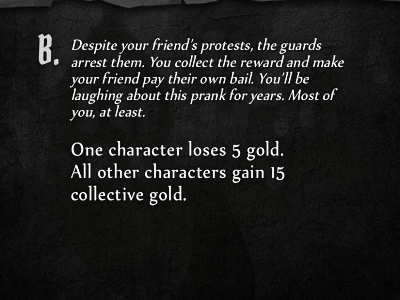 B. Despite your friend's protests, the guards
arrest them. You collect the reward and make
your friend pay their own bail. You'll be
laughing about this prank for years. Most of
you, at least.
One character loses 5 gold.
All other characters gain 15
collective gold.